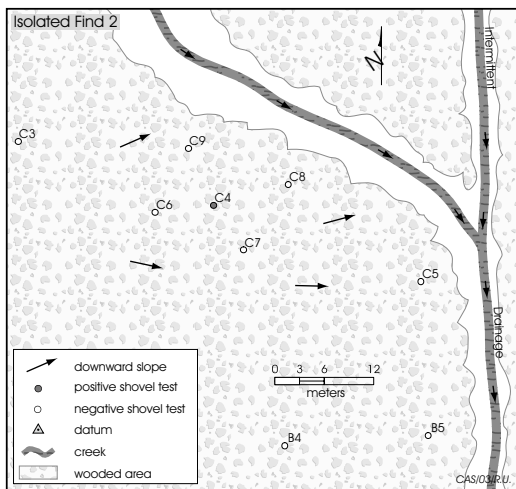 Isolated Find 2
Intermittent
N
C3
C9
C8
C4
C6
C7
C5
Drainage
0 3 6 12
meters
B4
B5
downward slope
positive shovel test
negative shovel test
datum
creek
wooded area
CAS/03/R.U.